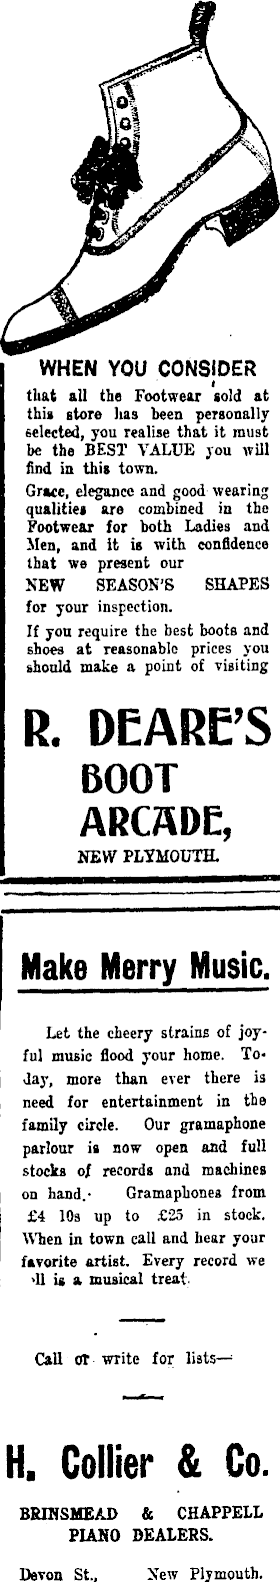 WHEN YOU CONSIDER
that all the Footwear sold at
this store has been personally
selected, you realise that it must
be the BEST VALUE you will
find in this town.
Grace, elegance and good wearing
qualities are combined in the
Footwear for both Ladies and
Men, and it is with confidence
that we present our
NEW SEASON'S SHAPES
for your inspection.
If you require the best boots and
shoes at reasonable prices you
should make a point of visiting
R. DEARE'S
BOOT
ARCADE,
NEW PLYMOUTH.
Make Merry Music.
Let the cheery strains of joy-
ful music flood your home. To-
day, more than ever there is
need for entertainment in the
family circle. Our gramaphone
parlour is now open and full
stocks of records and machines
on hand. Gramaphones from
£4 10s up to £25 in stock.
When in town call and hear your
favorite artist. Every record we
'll is a musical treat.
Call or write for lists—
H. Collier & Co.
BRINSMEAD & CHAPPELL
PIANO DEALERS.
Devon St., New Plymouth.